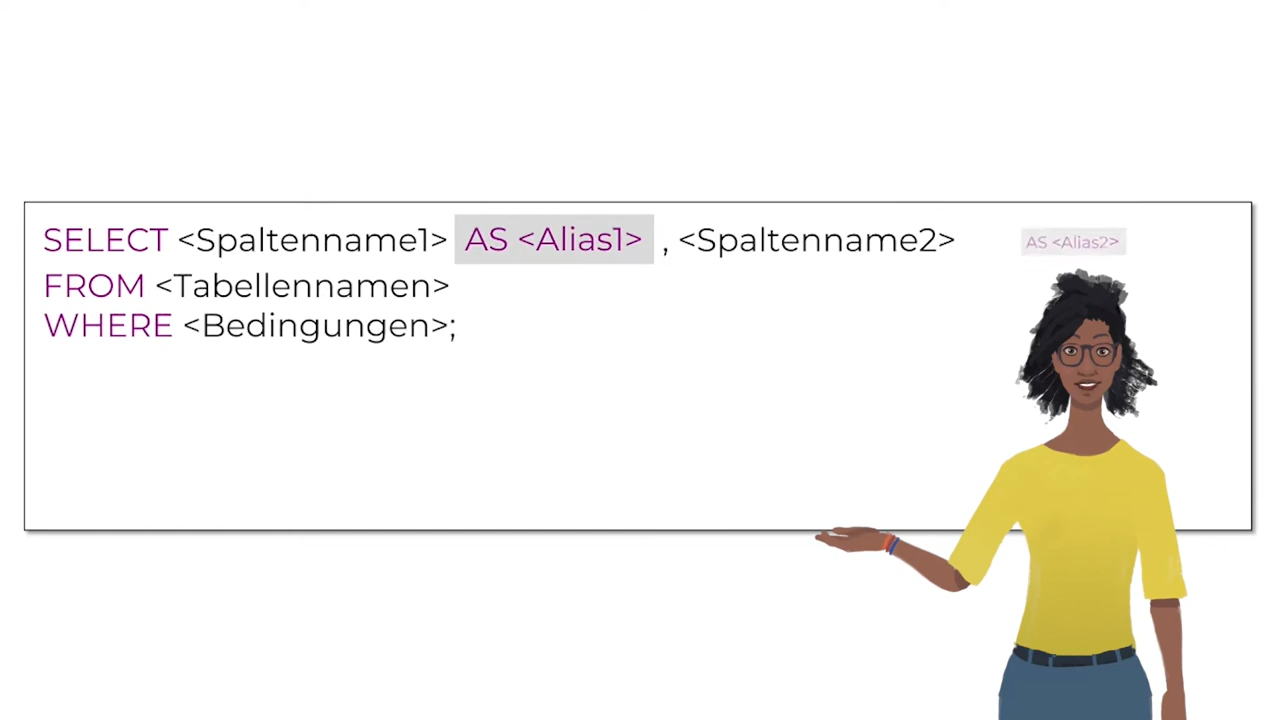 SELECT <Spaltenname1> AS <Alias1> , <Spaltenname2> AS <Alias2>
FROM <Tabellennamen>
WHERE <Bedingungen>;